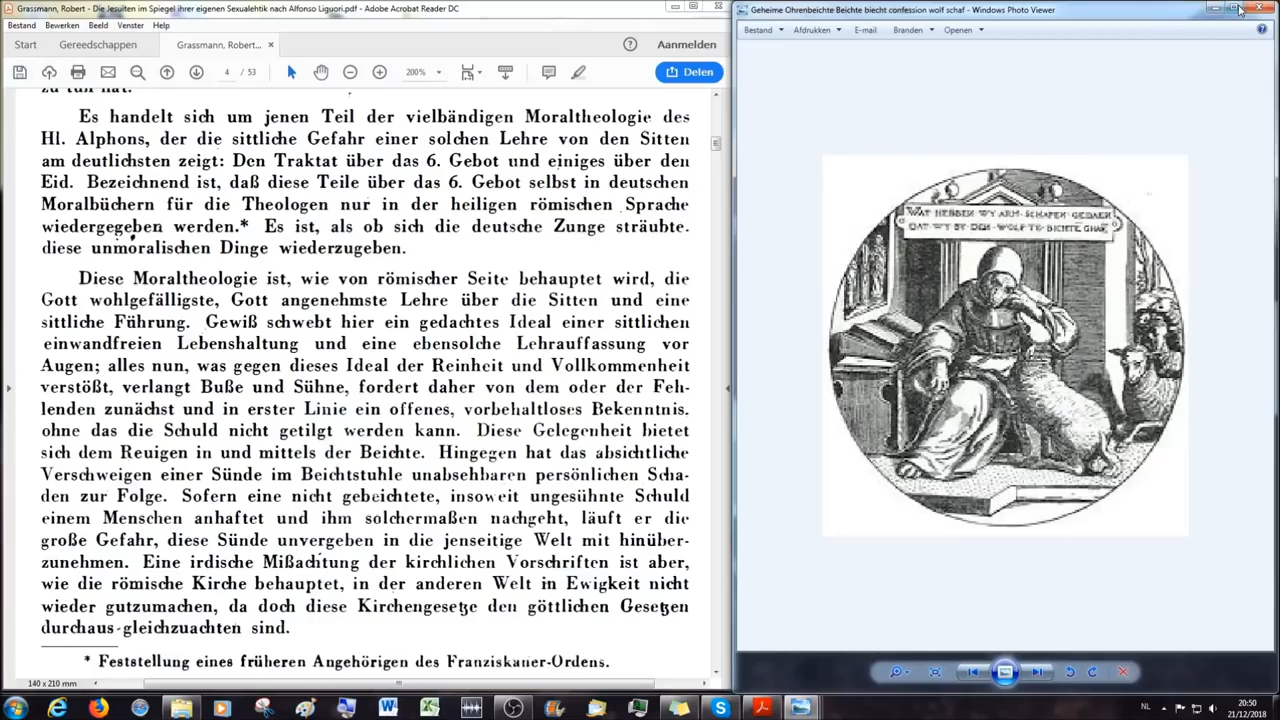 Grassmann, Robert - Die Jesuiten im Spiegel ihrer eigenen Sexualethik nach Alfonso Liguori.pdf - Adobe Acrobat Reader DC
Bestand Bewerken Beeld Venster Help
Start Gereedschappen Grassmann, Robert... × Aanmelden
4 / 53 200% Delen
zu tun hat.
Es handelt sich um jenen Teil der vielbändigen Moraltheologie des
Hl. Alphons, der die sittliche Gefahr einer solchen Lehre von den Sitten
am deutlichsten zeigt: Den Traktat über das 6. Gebot und einiges über den
Eid. Bezeichnend ist, daß diese Teile über das 6. Gebot selbst in deutschen
Moralbüchern für die Theologen nur in der heiligen römischen Sprache
wiedergegeben werden.* Es ist, als ob sich die deutsche Zunge sträubte.
diese unmoralischen Dinge wiederzugeben.
Diese Moraltheologie ist, wie von römischer Seite behauptet wird, die
Gott wohlgefälligste, Gott angenehmste Lehre über die Sitten und eine
sittliche Führung. Gewiß schwebt hier ein gedachtes Ideal einer sittlichen
einwandfreien Lebenshaltung und eine ebensolche Lehrauffassung vor
Augen; alles nun, was gegen dieses Ideal der Reinheit und Vollkommenheit
verstößt, verlangt Buße und Sühne, fordert daher von dem oder der Feh-
lenden zunächst und in erster Linie ein offenes, vorbehaltloses Bekenntnis.
ohne das die Schuld nicht getilgt werden kann. Diese Gelegenheit bietet
sich dem Reuigen in und mittels der Beichte. Hingegen hat das absichtliche
Verschweigen einer Sünde im Beichtstuhle unabsehbaren persönlichen Scha-
den zur Folge. Sofern eine nicht gebeichtete, insoweit ungesühnte Schuld
einem Menschen anhaftet und ihm solchermaßen nachgeht, läuft er die
große Gefahr, diese Sünde unvergeben in die jenseitige Welt mit hinüber-
zunehmen. Eine irdische Mißachtung der kirchlichen Vorschriften ist aber,
wie die römische Kirche behauptet, in der anderen Welt in Ewigkeit nicht
wieder gutzumachen, da doch diese Kirchengesetze den göttlichen Gesetzen
durchaus gleichzuachten sind.
* Feststellung eines früheren Angehörigen des Franziskaner-Ordens.
140 x 210 mm
Geheime Ohrenbeichte Beichte biecht confession wolf schaf - Windows Photo Viewer
Bestand Afdrukken E-mail Branden Openen
WAT HEBBEN WY ARM SCHAPEN GEDAEN
DAT WY BY DEN WOLF TE BICHTE GHAN
NL 20:50
21/12/2018